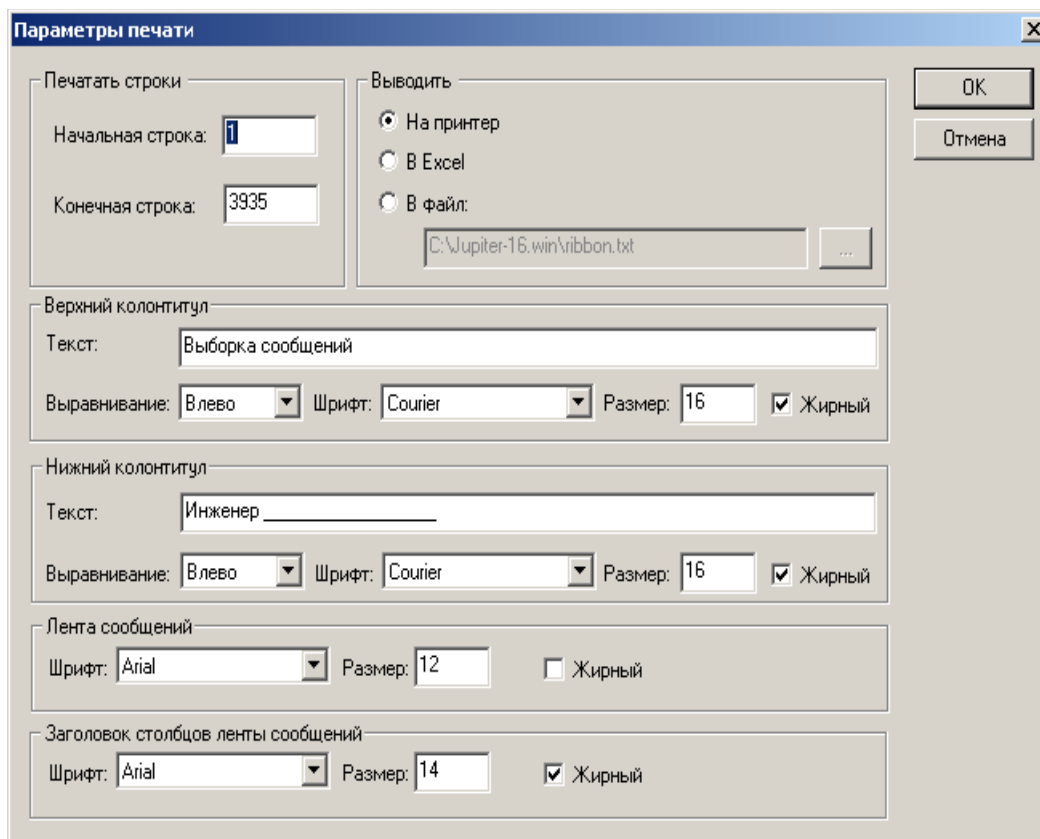 Параметры печати
Печатать строки
Начальная строка: 1
Конечная строка: 3935
Выводить
На принтер
В Excel
В файл:
C:\Jupiter-16.win\ribbon.txt ...
OK
Отмена
Верхний колонтитул
Текст: Выборка сообщений
Выравнивание: Влево Шрифт: Courier Размер: 16 Жирный
Нижний колонтитул
Текст: Инженер _________________
Выравнивание: Влево Шрифт: Courier Размер: 16 Жирный
Лента сообщений
Шрифт: Arial Размер: 12 Жирный
Заголовок столбцов ленты сообщений
Шрифт: Arial Размер: 14 Жирный